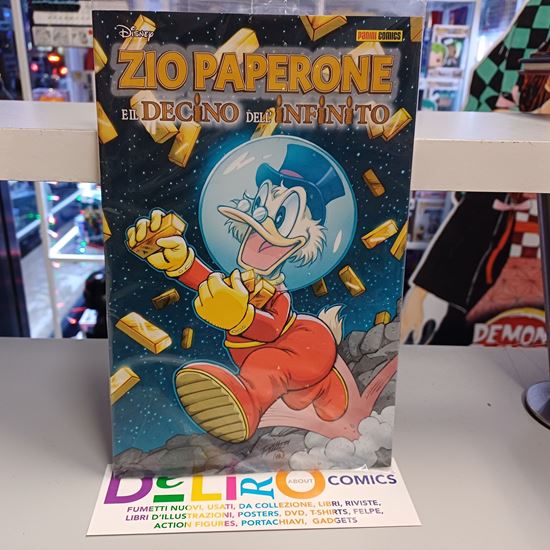 Disney
PANINI COMICS
ZIO PAPERONE
E IL DECINO DELL'INFINITO
DELIRO ABOUT COMICS
FUMETTI NUOVI, USATI, DA COLLEZIONE, LIBRI, RIVISTE,
LIBRI D'ILLUSTRAZIONI, POSTERS, DVD, T-SHIRTS, FELPE,
ACTION FIGURES, PORTACHIAVI, GADGETS
DEMON